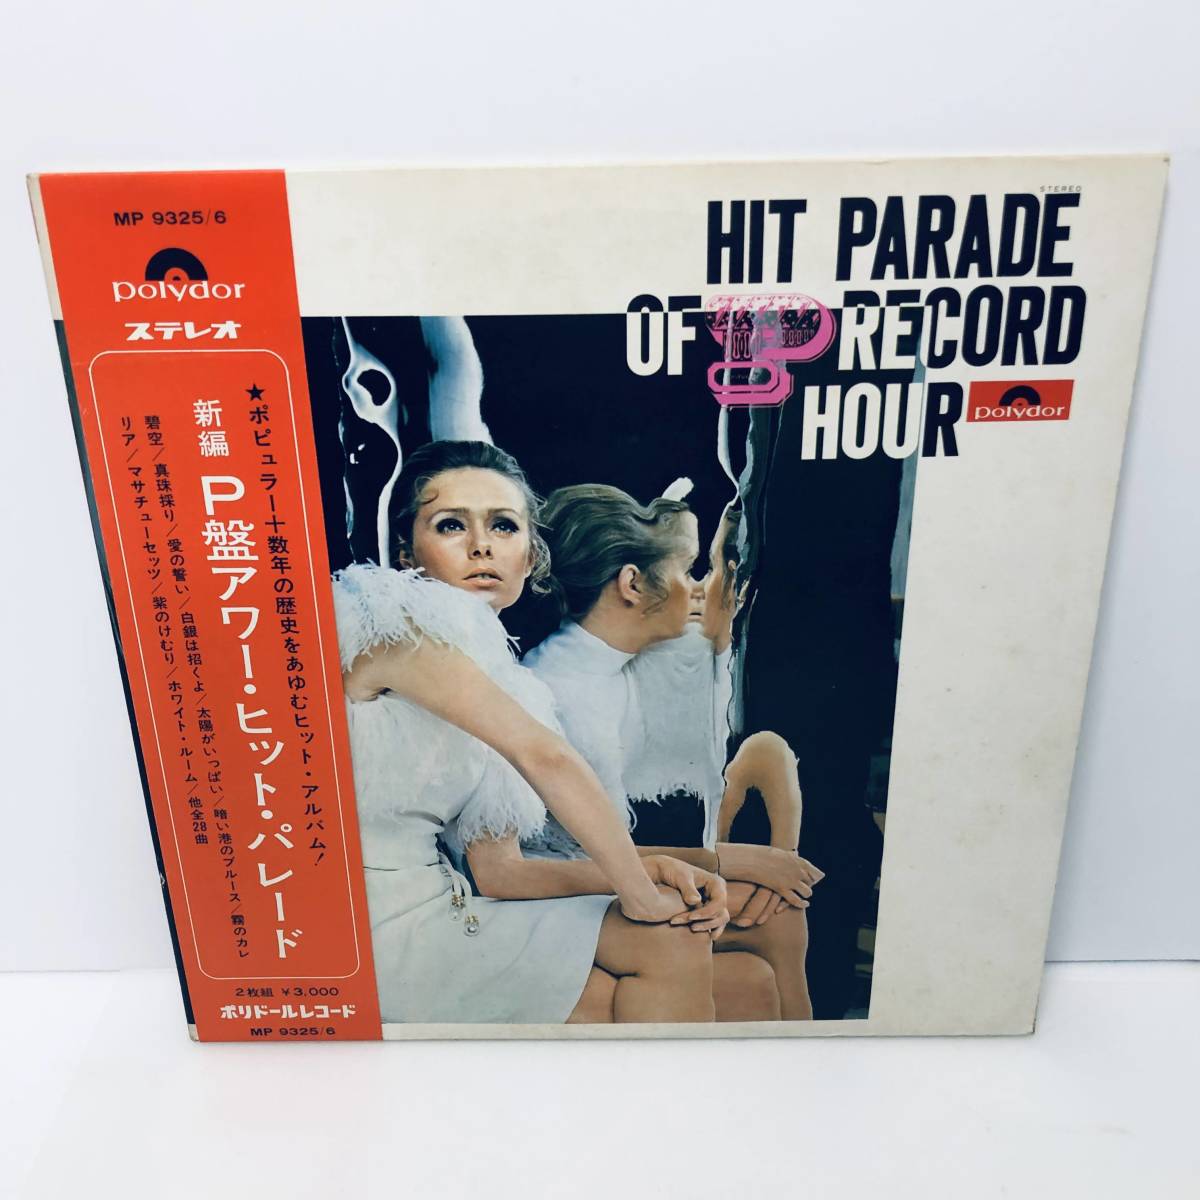 MP 9325/6
polydor
ステレオ
★ポピュラー十数年の歴史をあゆむヒット・アルバム!
新編
P盤アワー・ヒット・パレード
碧空/真珠採り/愛の誓い/白銀は招くよ/太陽がいっぱい/暗い港のブルース/霧のカレ
リア/マサチューセッツ/紫のけむり/ホワイト・ルーム/他全28曲
2枚組 ¥3,000
ポリドールレコード
MP 9325/6
STEREO
HIT PARADE
OF P RECORD
HOUR
polydor